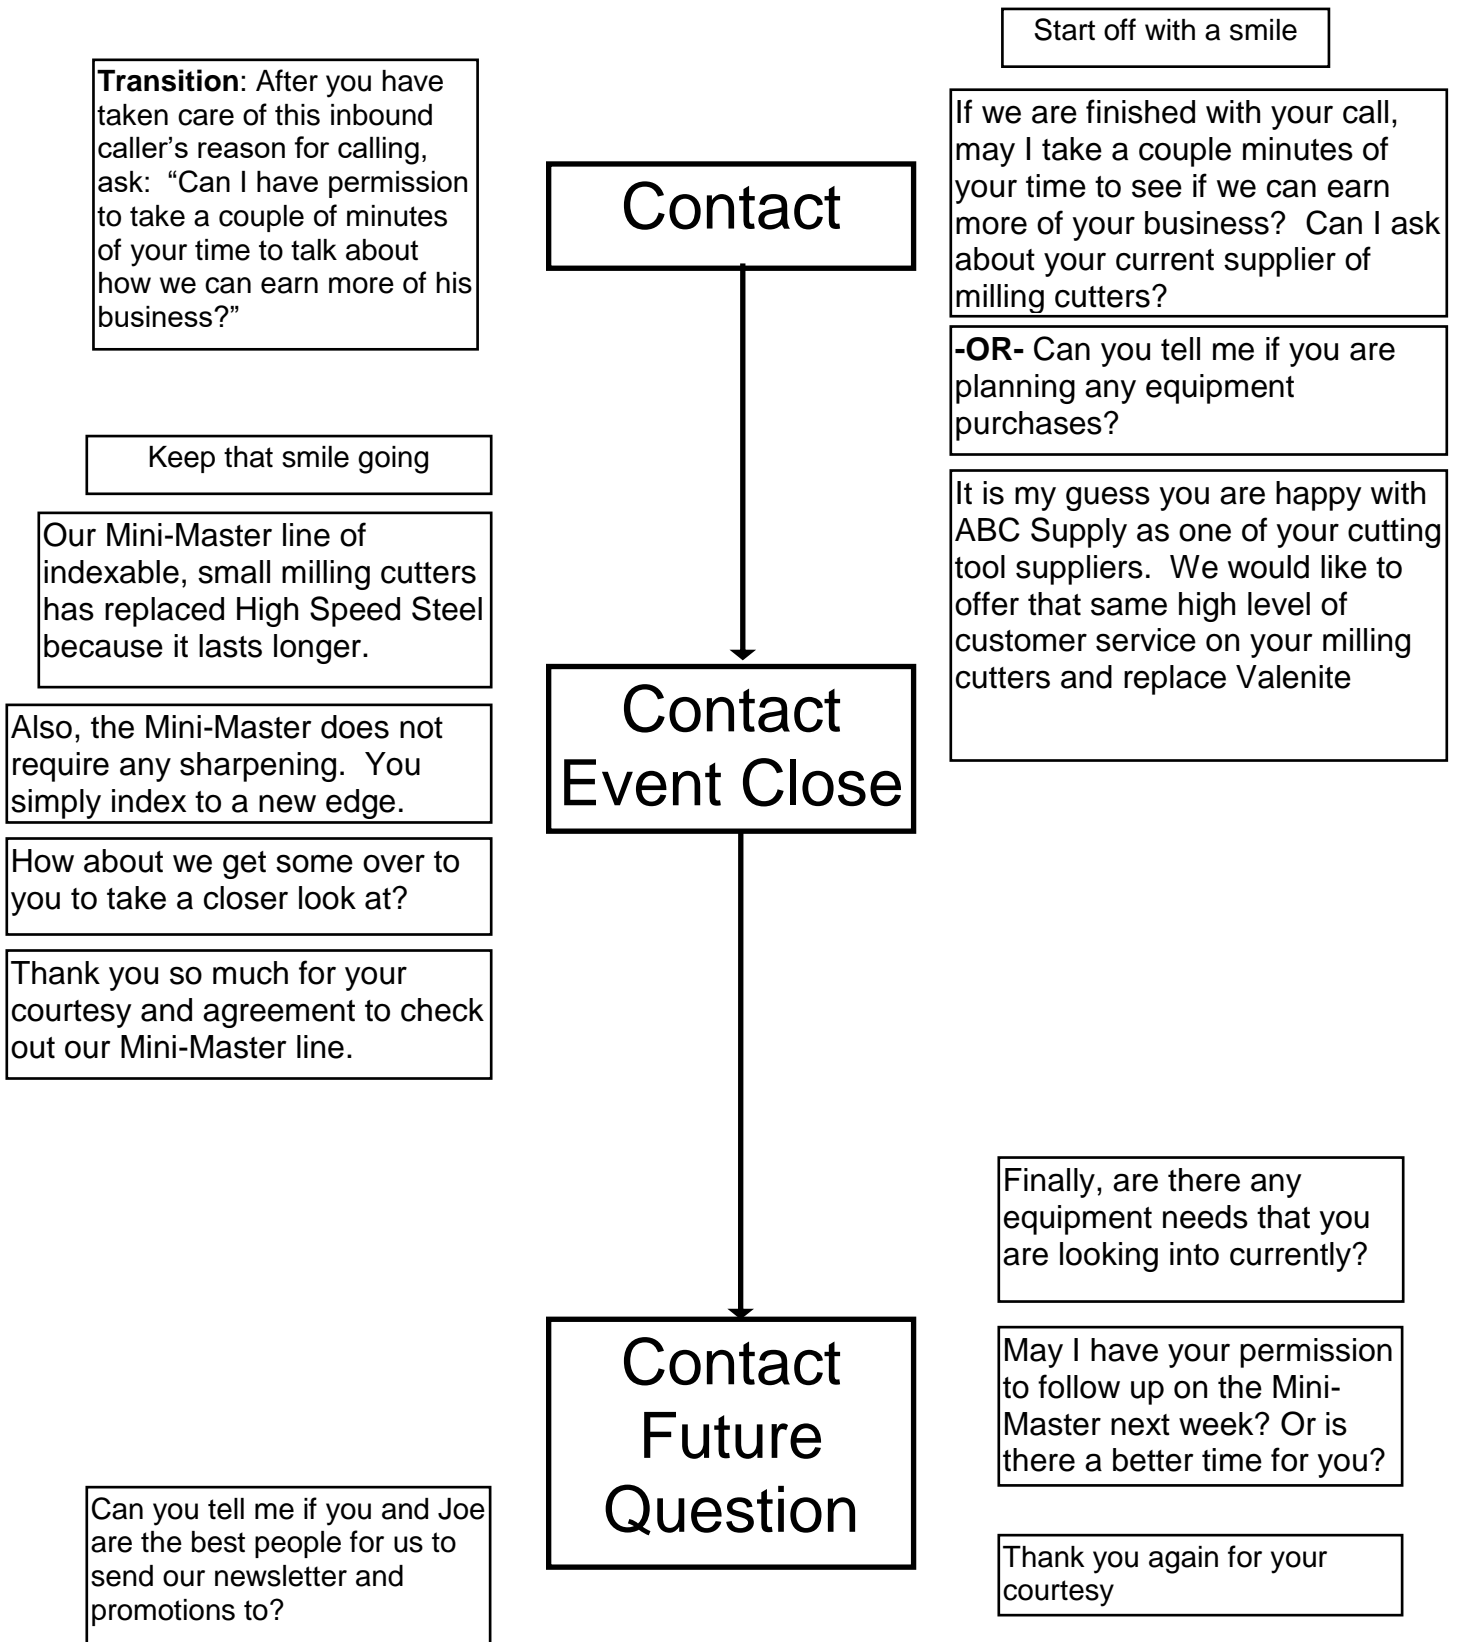 Start off with a smile
Transition: After you have
taken care of this inbound
caller’s reason for calling,
ask:  “Can I have permission
to take a couple of minutes
of your time to talk about
how we can earn more of his
business?”
Contact
If we are finished with your call,
may I take a couple minutes of
your time to see if we can earn
more of your business?  Can I ask
about your current supplier of
milling cutters?
-OR- Can you tell me if you are
planning any equipment
purchases?
It is my guess you are happy with
ABC Supply as one of your cutting
tool suppliers.  We would like to
offer that same high level of
customer service on your milling
cutters and replace Valenite
Keep that smile going
Our Mini-Master line of
indexable, small milling cutters
has replaced High Speed Steel
because it lasts longer.
Also, the Mini-Master does not
require any sharpening.  You
simply index to a new edge.
How about we get some over to
you to take a closer look at?
Thank you so much for your
courtesy and agreement to check
out our Mini-Master line.
Contact
Event Close
Finally, are there any
equipment needs that you
are looking into currently?
May I have your permission
to follow up on the Mini-
Master next week? Or is
there a better time for you?
Thank you again for your
courtesy
Contact
Future
Question
Can you tell me if you and Joe
are the best people for us to
send our newsletter and
promotions to?